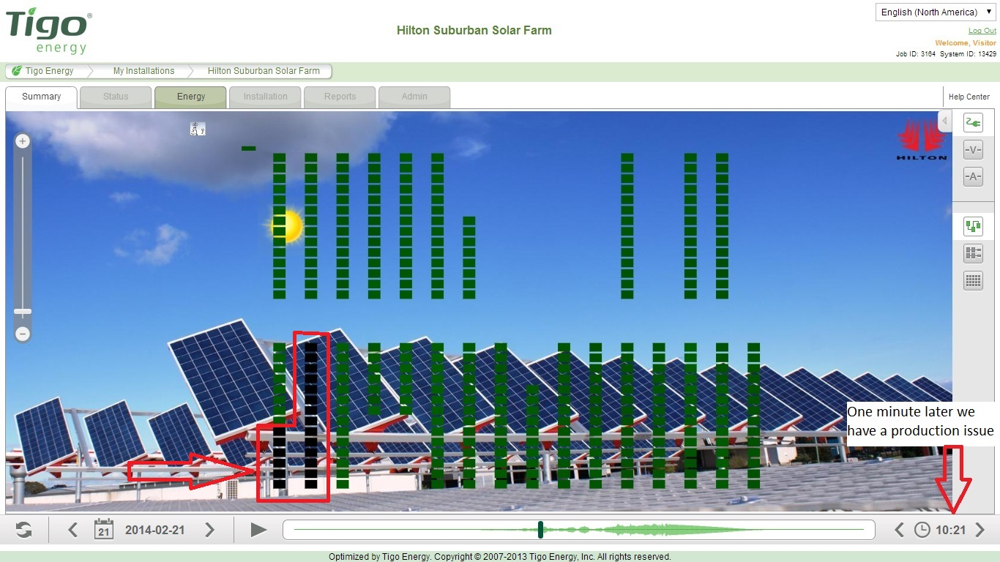 Tigo®
energy
Hilton Suburban Solar Farm
English (North America)
Log Out
Welcome, Visitor
Job ID: 3164 System ID: 13429
Tigo Energy
My Installations
Hilton Suburban Solar Farm
Summary
Status
Energy
Installation
Reports
Admin
Help Center
HILTON
-V-
-A-
One minute later we
have a production issue
21
2014-02-21
10:21
Optimized by Tigo Energy. Copyright © 2007-2013 Tigo Energy, Inc. All rights reserved.